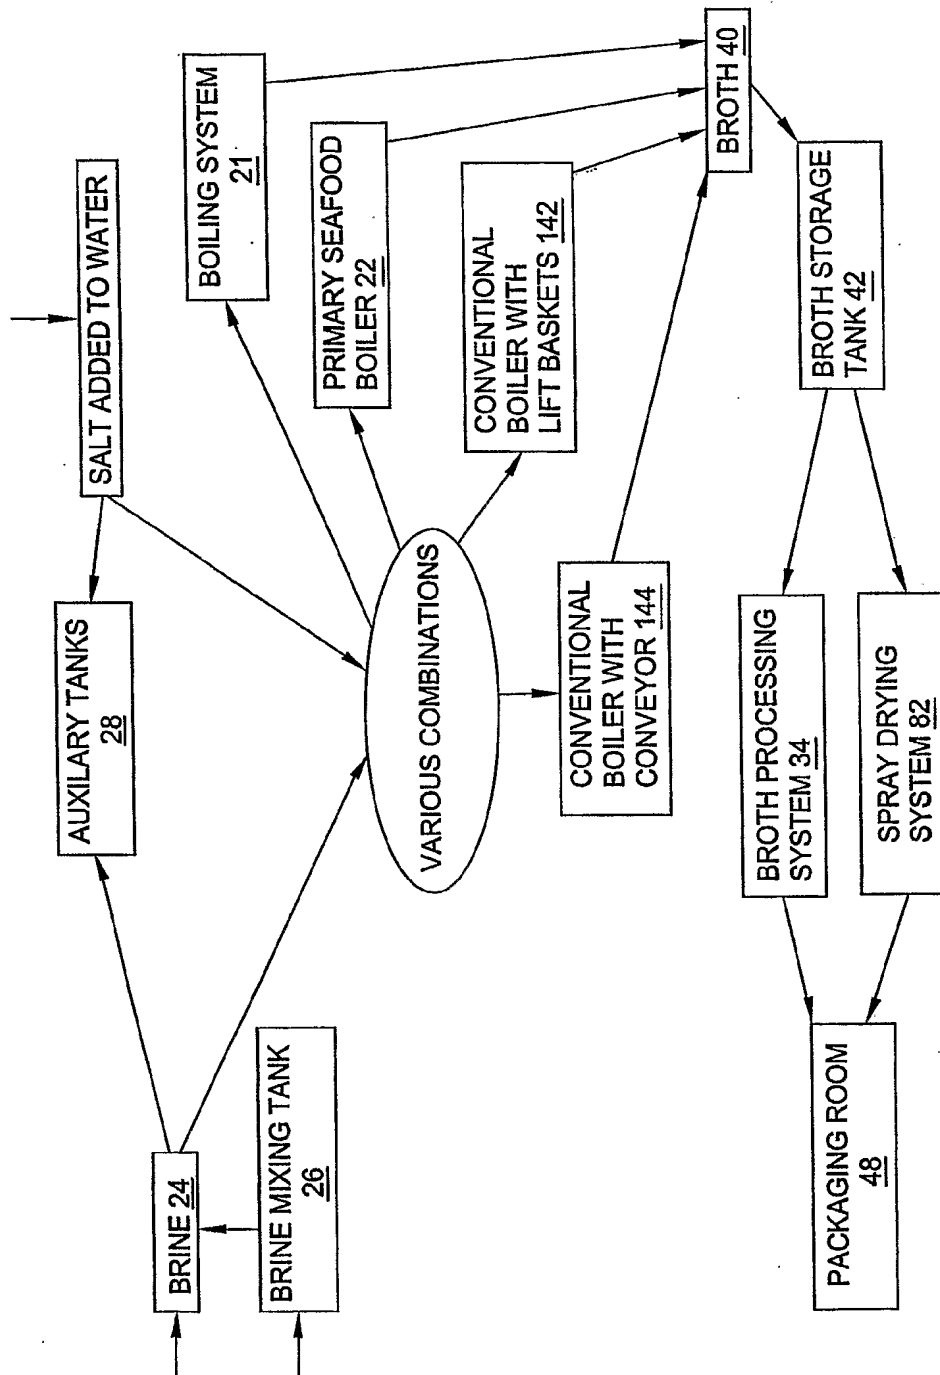 SALT ADDED TO WATER
AUXILARY TANKS
28
BRINE 24
BRINE MIXING TANK
26
BOILING SYSTEM
21
PRIMARY SEAFOOD
BOILER 22
CONVENTIONAL
BOILER WITH
LIFT BASKETS 142
VARIOUS COMBINATIONS
CONVENTIONAL
BOILER WITH
CONVEYOR 144
BROTH 40
BROTH STORAGE
TANK 42
BROTH PROCESSING
SYSTEM 34
SPRAY DRYING
SYSTEM 82
PACKAGING ROOM
48